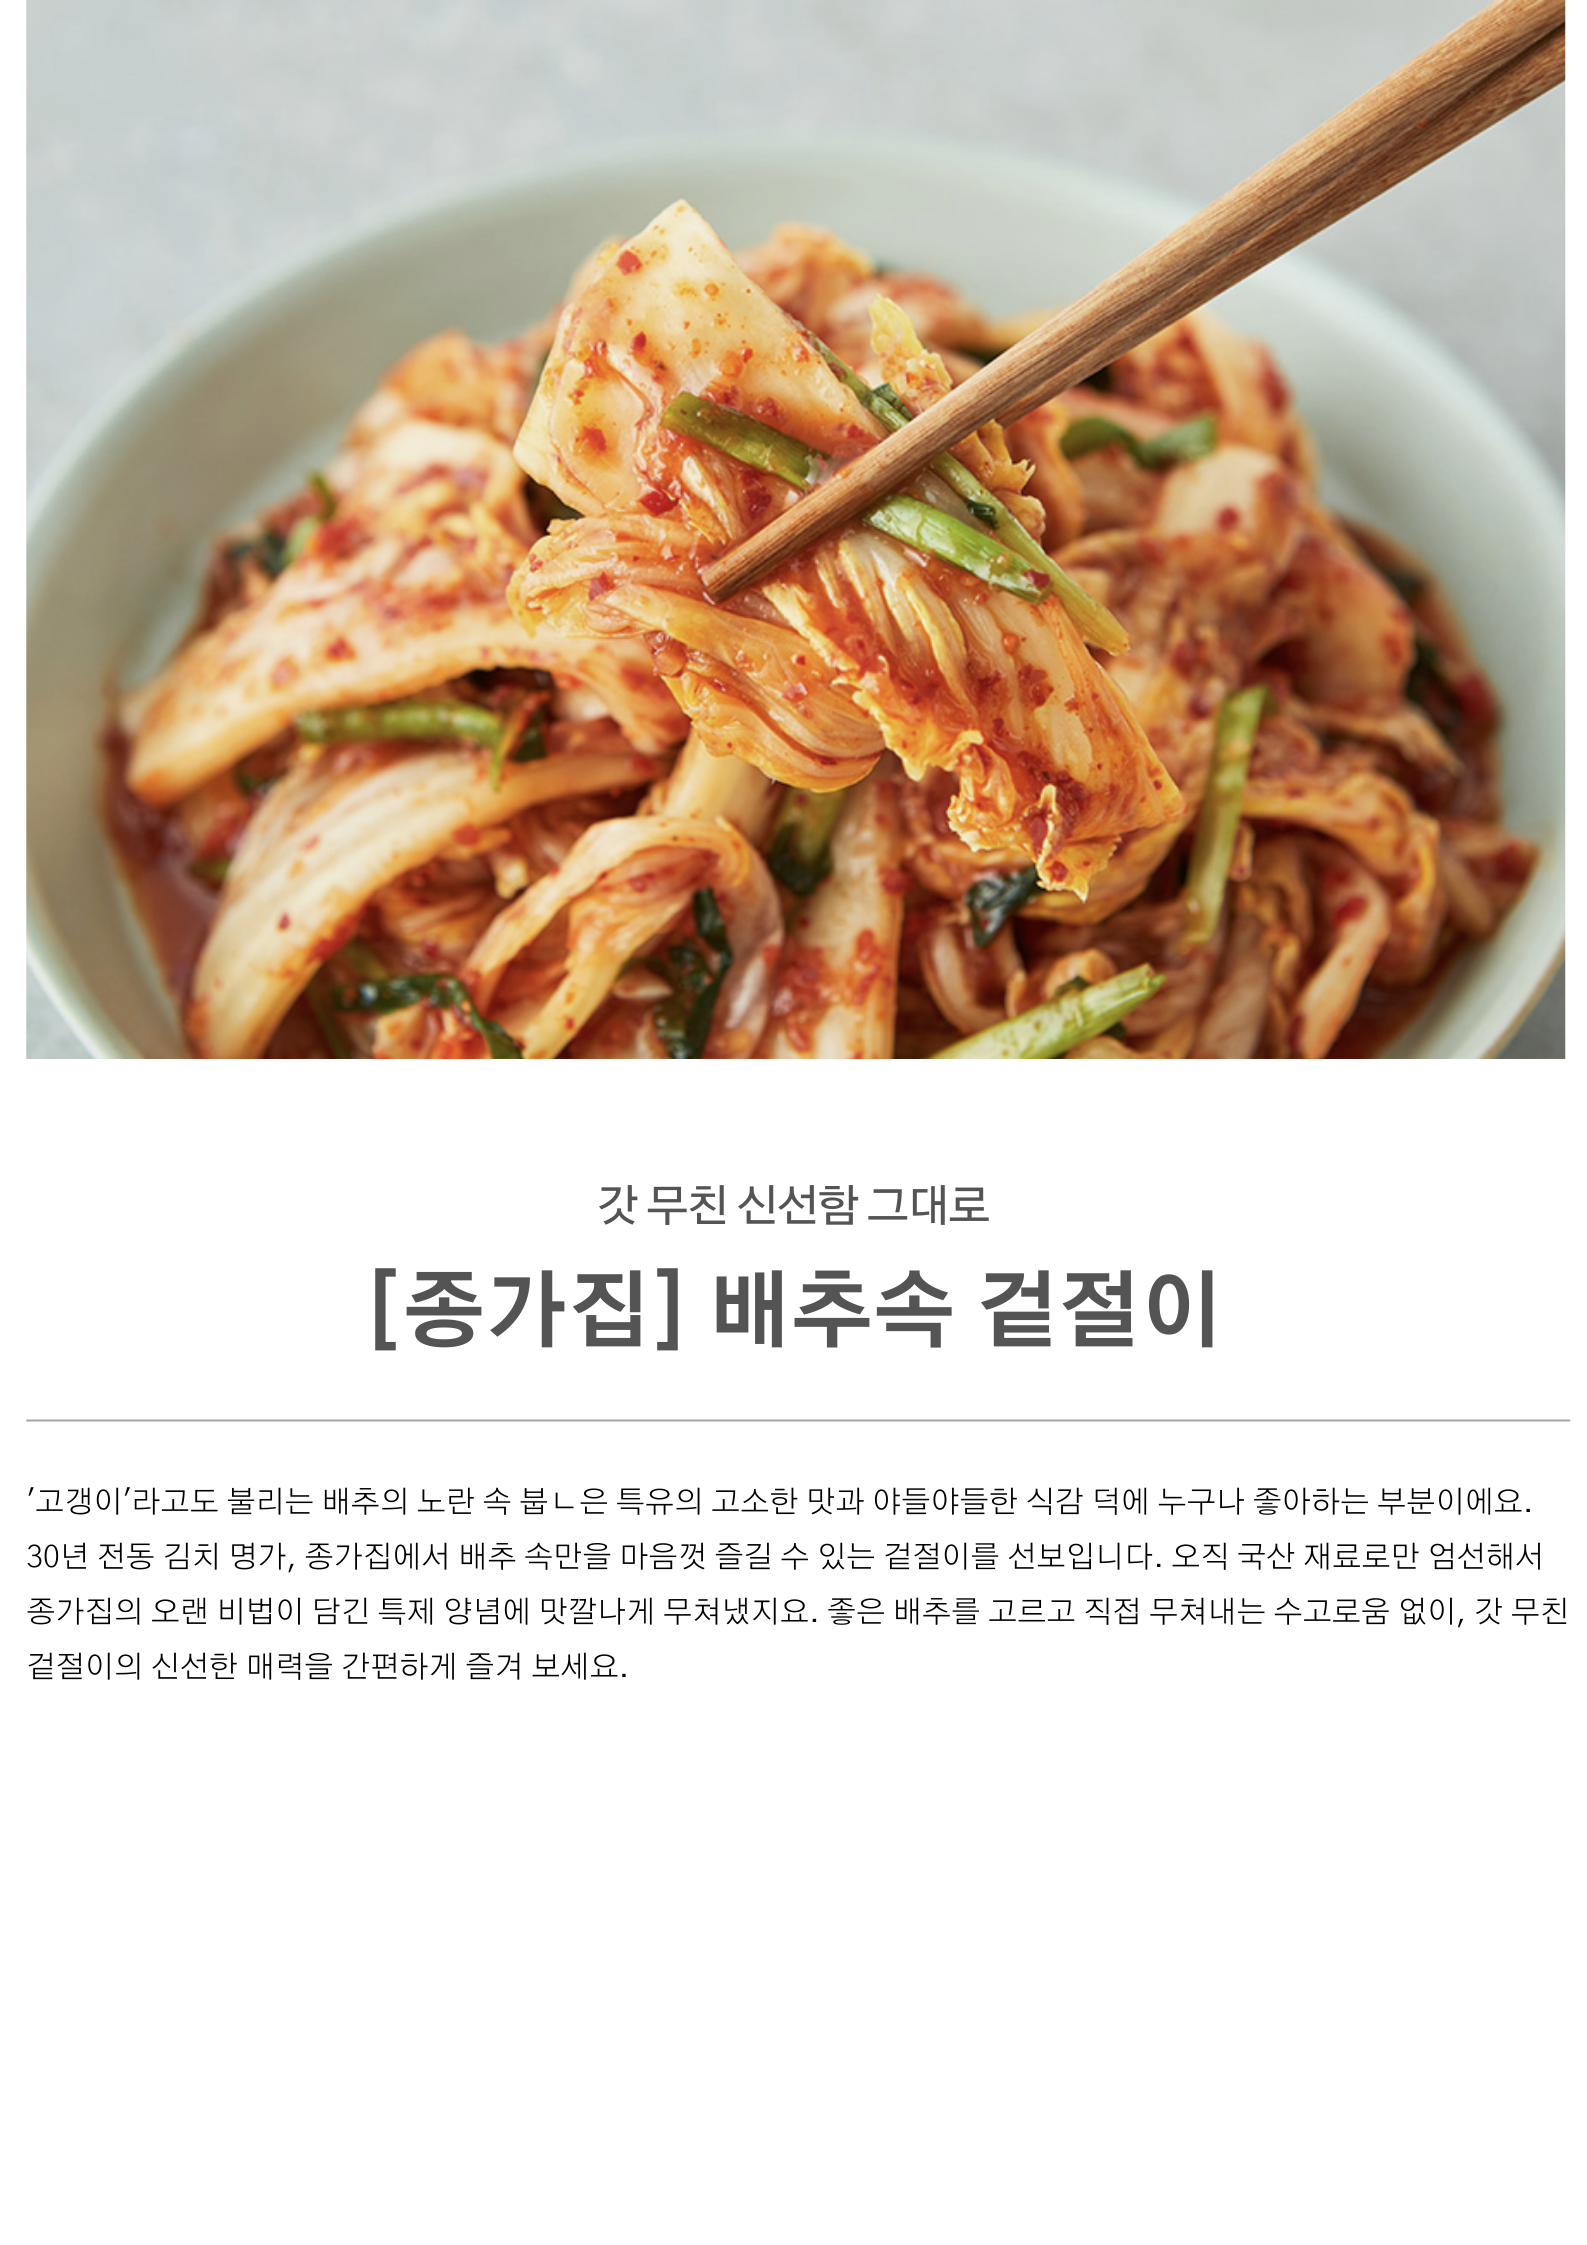 갓 무친 신선함 그대로
[종가집] 배추속 겉절이
'고갱이'라고도 불리는 배추의 노란 속 붑ㄴ은 특유의 고소한 맛과 야들야들한 식감 덕에 누구나 좋아하는 부분이에요.
30년 전동 김치 명가, 종가집에서 배추 속만을 마음껏 즐길 수 있는 겉절이를 선보입니다. 오직 국산 재료로만 엄선해서
종가집의 오랜 비법이 담긴 특제 양념에 맛깔나게 무쳐냈지요. 좋은 배추를 고르고 직접 무쳐내는 수고로움 없이, 갓 무친
겉절이의 신선한 매력을 간편하게 즐겨 보세요.